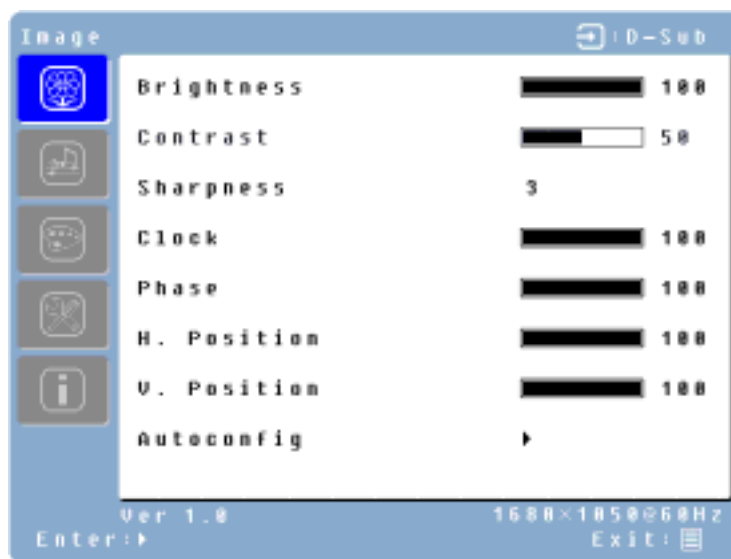 Image :D-Sub
Brightness 100
Contrast 50
Sharpness 3
Clock 100
Phase 100
H. Position 100
V. Position 100
Autoconfig
Ver 1.0 1680×1050@60Hz
Enter: Exit: